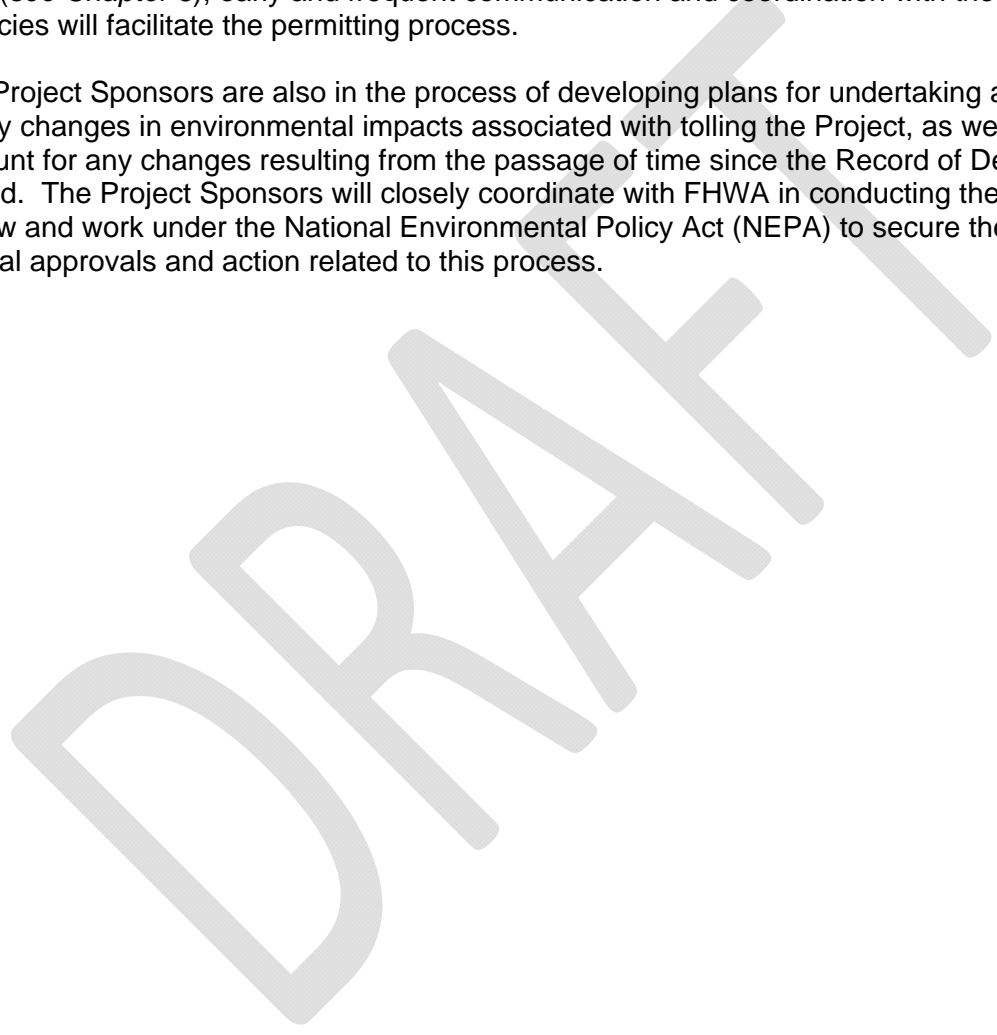 early and frequent communication and coordination with the
cies will facilitate the permitting process.
Project Sponsors are also in the process of developing plans for undertaking a
y changes in environmental impacts associated with tolling the Project, as we
unt for any changes resulting from the passage of time since the Record of De
d. The Project Sponsors will closely coordinate with FHWA in conducting the
w and work under the National Environmental Policy Act (NEPA) to secure the
al approvals and action related to this process.
DRAFT